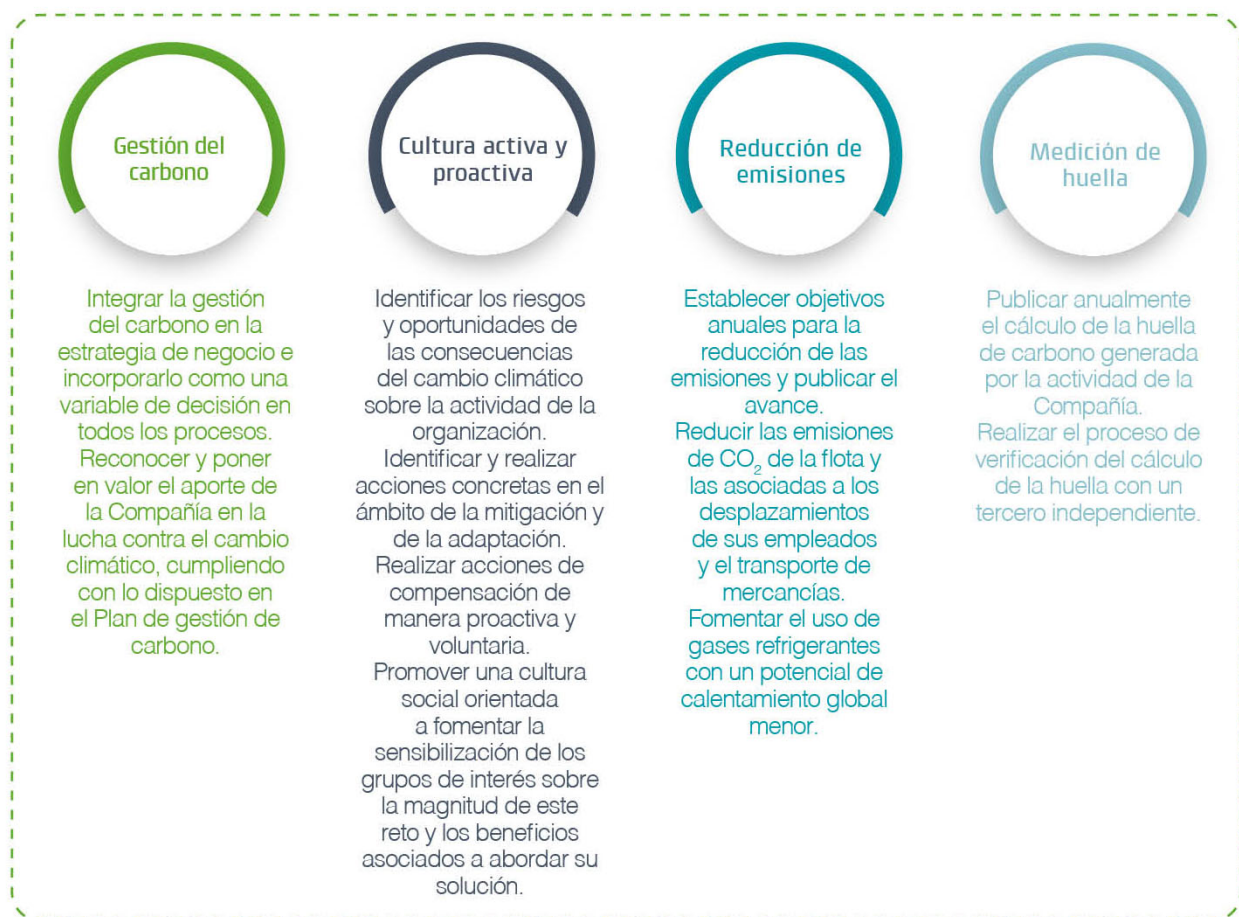 Gestión del
carbono
Integrar la gestión
del carbono en la
estrategia de negocio e
incorporarlo como una
variable de decisión en
todos los procesos.
Reconocer y poner
en valor el aporte de
la Compañía en la
lucha contra el cambio
climático, cumpliendo
con lo dispuesto en
el Plan de gestión de
carbono.
Cultura activa y
proactiva
Identificar los riesgos
y oportunidades de
las consecuencias
del cambio climático
sobre la actividad de la
organización.
Identificar y realizar
acciones concretas en el
ámbito de la mitigación y
de la adaptación.
Realizar acciones de
compensación de
manera proactiva y
voluntaria.
Promover una cultura
social orientada
a fomentar la
sensibilización de los
grupos de interés sobre
la magnitud de este
reto y los beneficios
asociados a abordar su
solución.
Reducción de
emisiones
Establecer objetivos
anuales para la
reducción de las
emisiones y publicar el
avance.
Reducir las emisiones
de CO₂ de la flota y
las asociadas a los
desplazamientos
de sus empleados
y el transporte de
mercancías.
Fomentar el uso de
gases refrigerantes
con un potencial de
calentamiento global
menor.
Medición de
huella
Publicar anualmente
el cálculo de la huella
de carbono generada
por la actividad de la
Compañía.
Realizar el proceso de
verificación del cálculo
de la huella con un
tercero independiente.